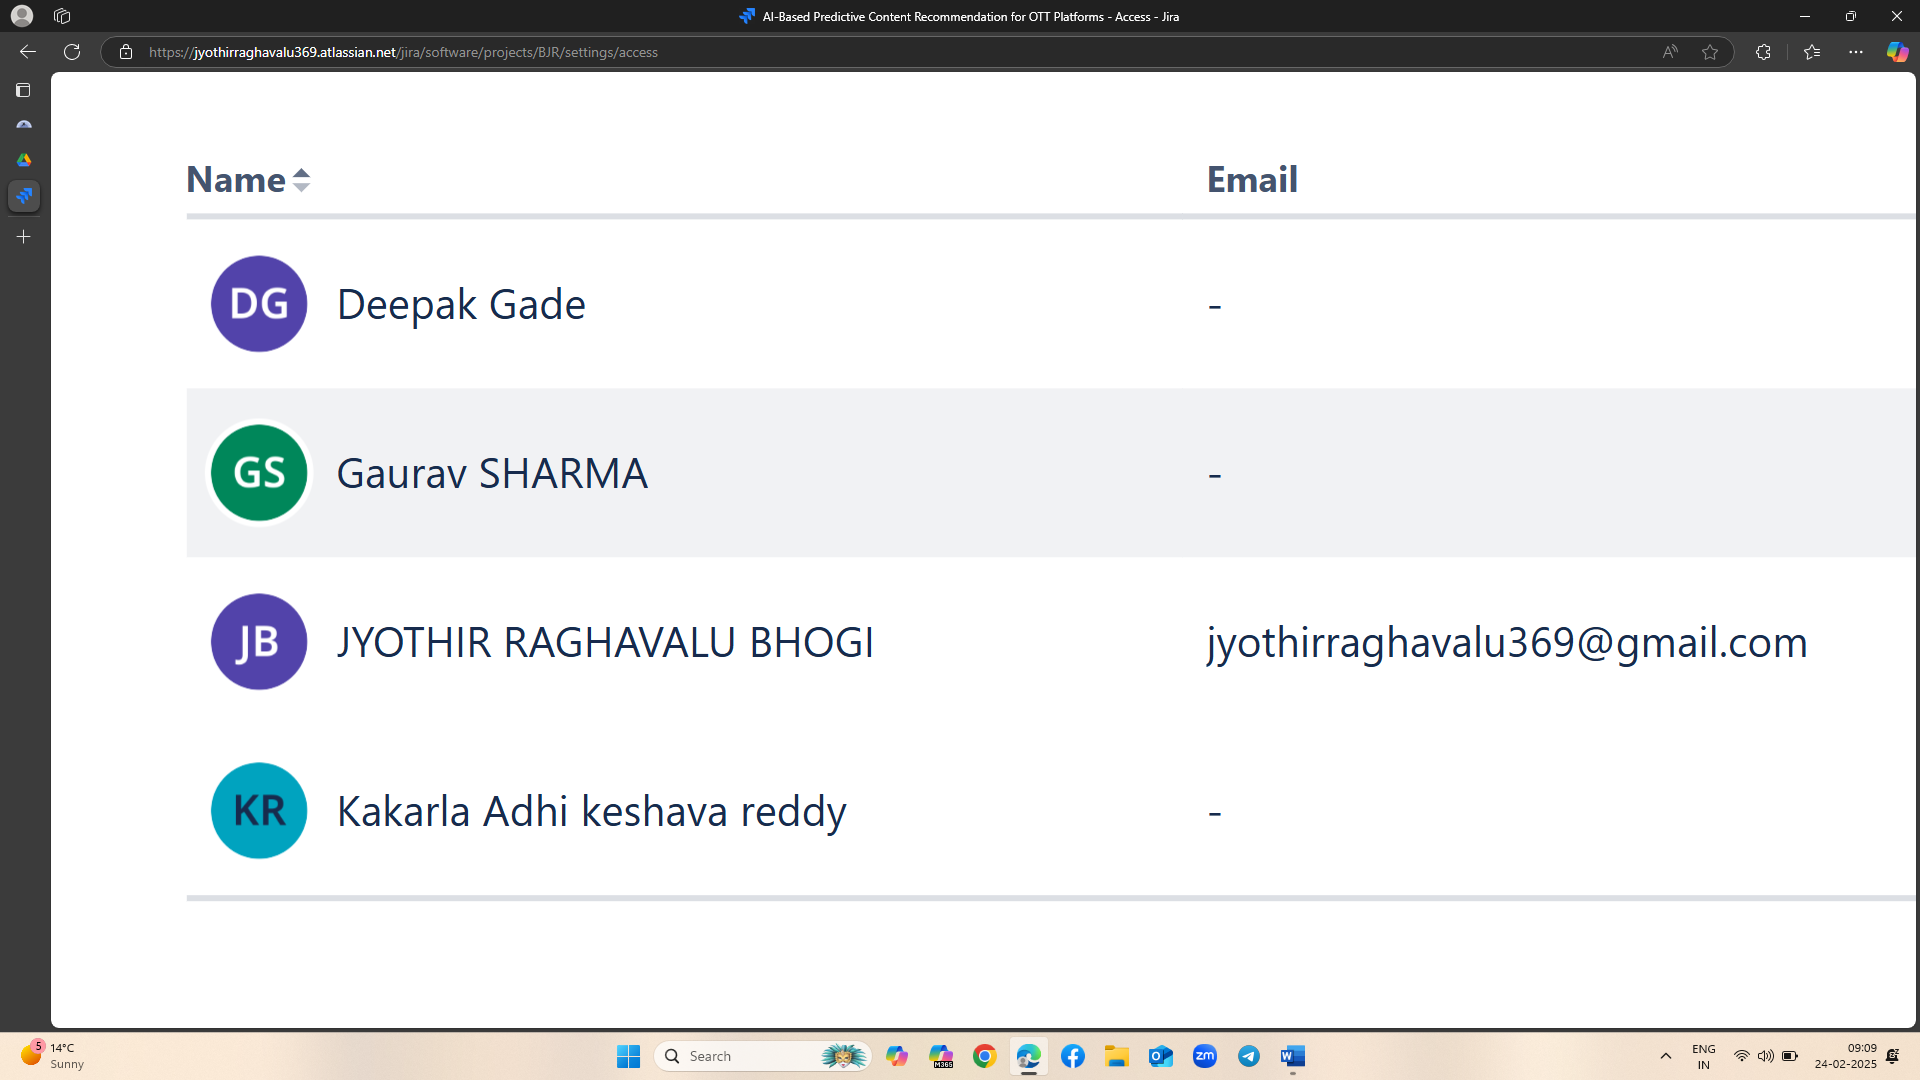 AI-Based Predictive Content Recommendation for OTT Platforms - Access - Jira
https://jyothirraghavalu369.atlassian.net/jira/software/projects/BJR/settings/access
Name Email
DG Deepak Gade -
GS Gaurav SHARMA -
JB JYOTHIR RAGHAVALU BHOGI jyothirraghavalu369@gmail.com
KR Kakarla Adhi keshava reddy -
5 14°C
Sunny
Search
M365
zm
W
ENG
IN
09:09
24-02-2025